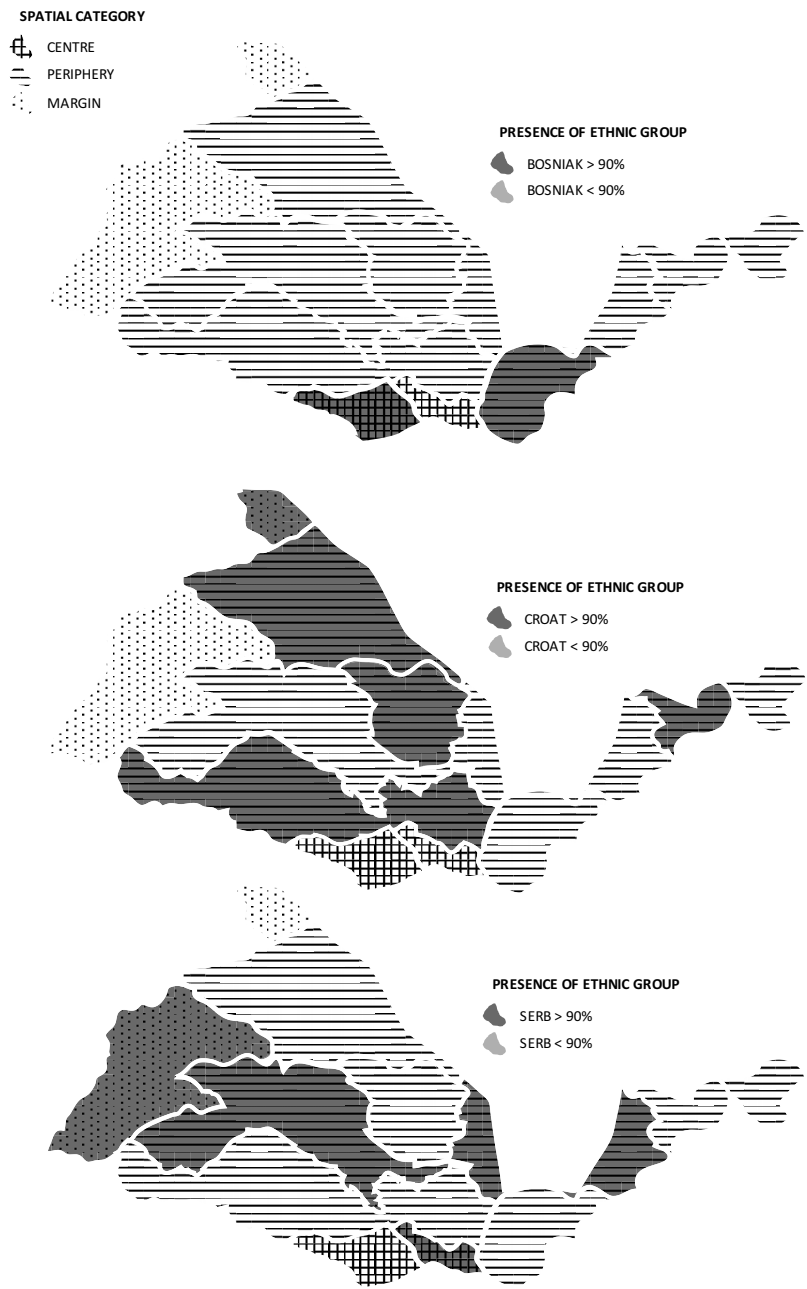 SPATIAL CATEGORY
CENTRE
PERIPHERY
MARGIN
PRESENCE OF ETHNIC GROUP
BOSNIAK > 90%
BOSNIAK < 90%
PRESENCE OF ETHNIC GROUP
CROAT > 90%
CROAT < 90%
PRESENCE OF ETHNIC GROUP
SERB > 90%
SERB < 90%